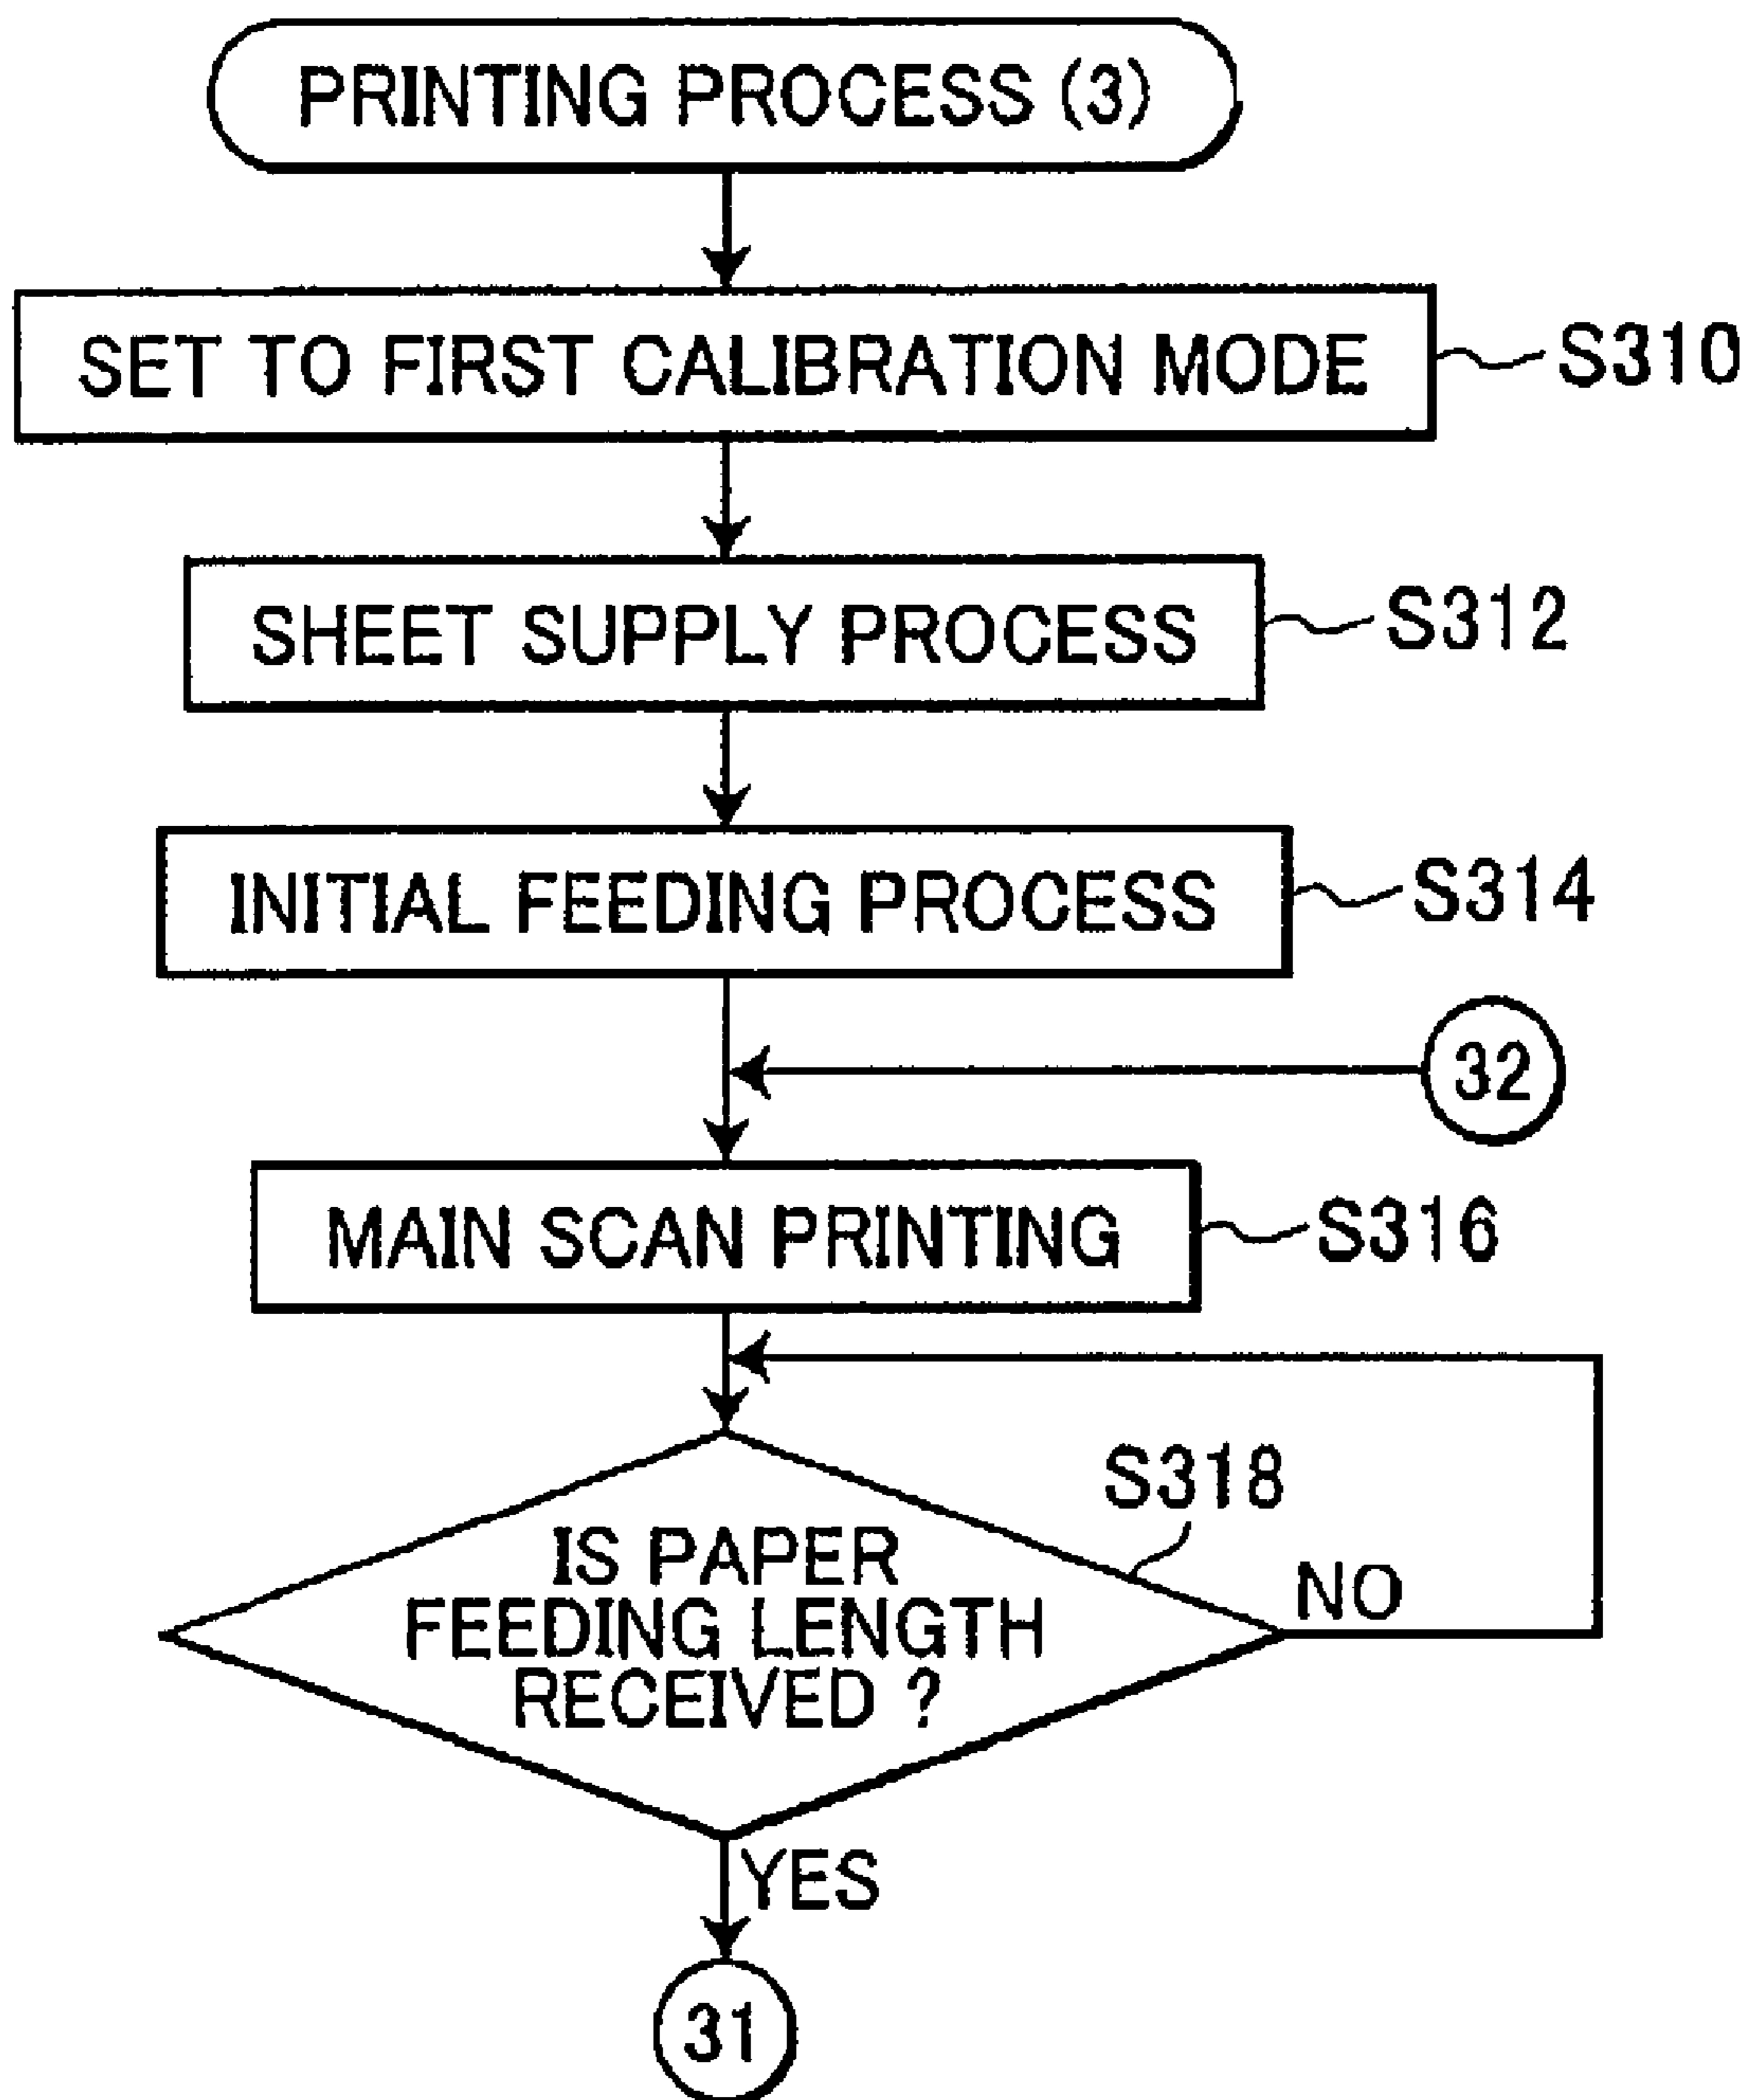 PRINTING PROCESS (3)
SET TO FIRST CALIBRATION MODE
S310
SHEET SUPPLY PROCESS
S312
INITIAL FEEDING PROCESS
S314
32
MAIN SCAN PRINTING
S316
S318
IS PAPER
FEEDING LENGTH
RECEIVED ?
NO
YES
31